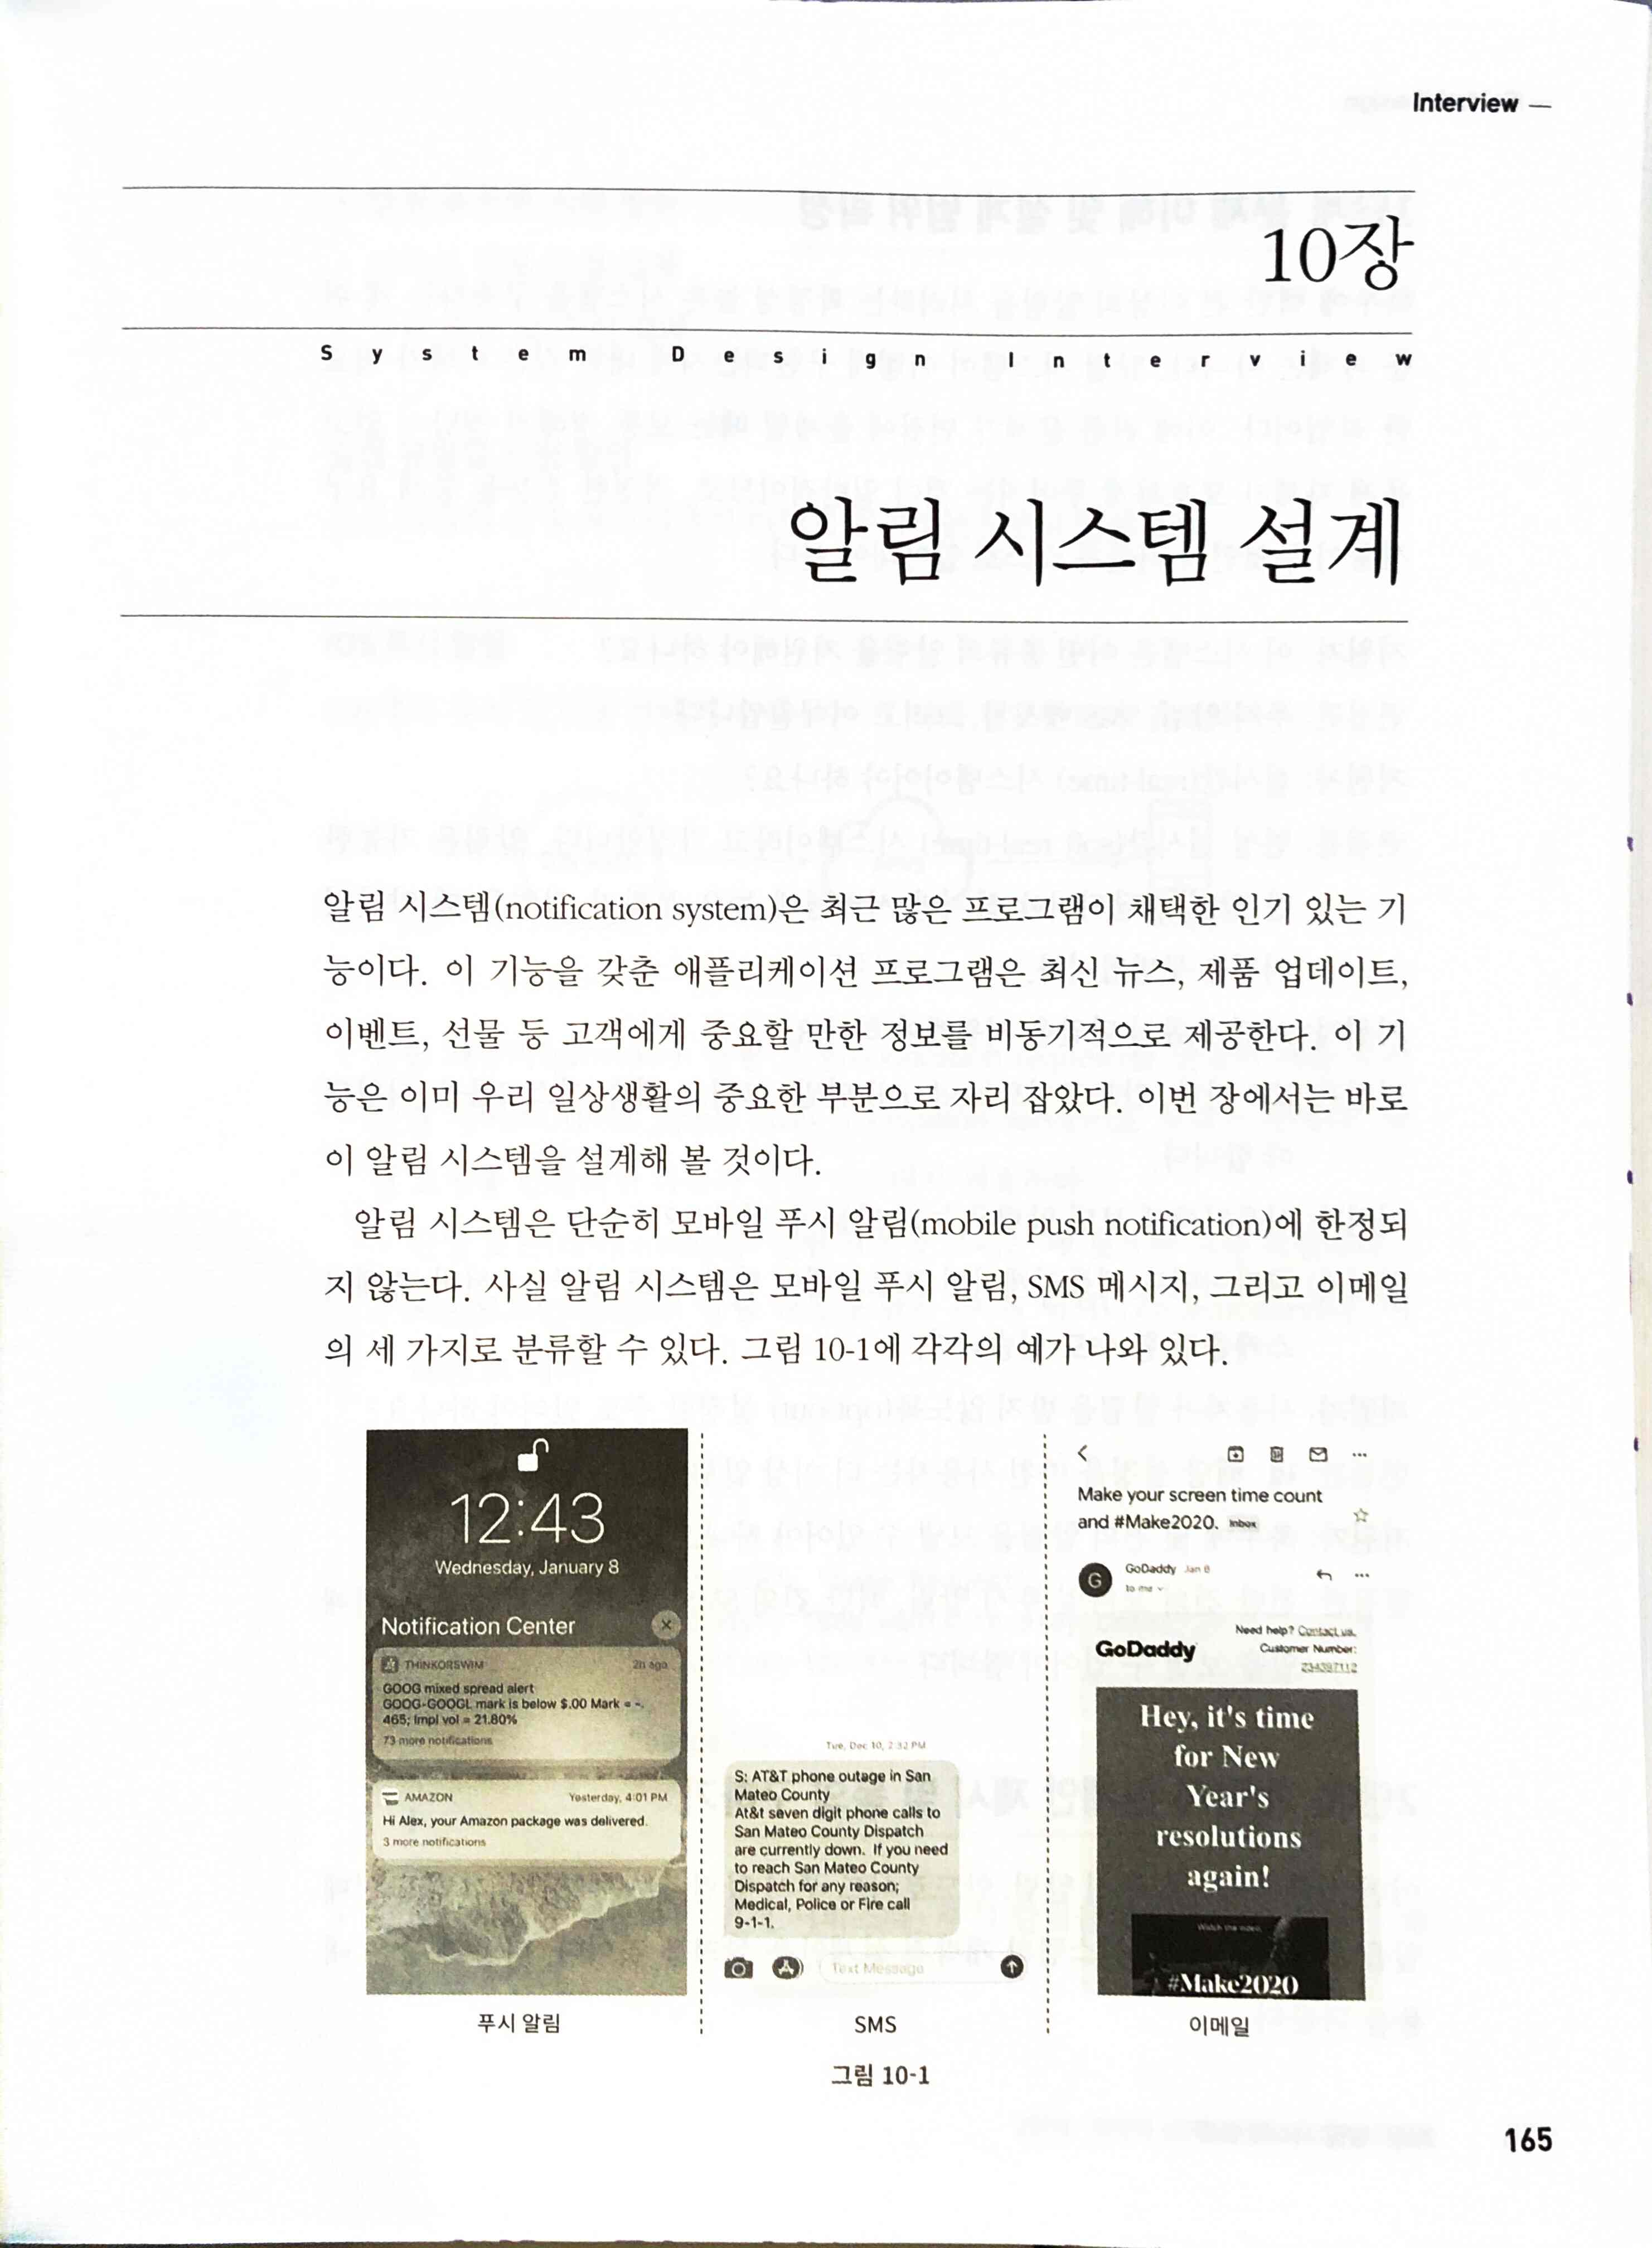 Interview
10장
System Design Interview
알림 시스템 설계
알림 시스템(notification system)은 최근 많은 프로그램이 채택한 인기 있는 기
능이다. 이 기능을 갖춘 애플리케이션 프로그램은 최신 뉴스, 제품 업데이트,
이벤트, 선물 등 고객에게 중요할 만한 정보를 비동기적으로 제공한다. 이 기
능은 이미 우리 일상생활의 중요한 부분으로 자리 잡았다. 이번 장에서는 바로
이 알림 시스템을 설계해 볼 것이다.
알림 시스템은 단순히 모바일 푸시 알림(mobile push notification)에 한정되
지 않는다. 사실 알림 시스템은 모바일 푸시 알림, SMS 메시지, 그리고 이메일
의 세 가지로 분류할 수 있다. 그림 10-1에 각각의 예가 나와 있다.
12:43
Wednesday, January 8
Notification Center
THINKORSWIM 2h ago
GOOG mixed spread alert
GOOG-GOOGL mark is below $.00 Mark = -.
465; Impl vol = 21.80%
73 more notifications
AMAZON Yesterday, 4:01 PM
Hi Alex, your Amazon package was delivered.
3 more notifications
푸시 알림
Tue, Dec 10, 2:32 PM
S: AT&T phone outage in San
Mateo County
At&t seven digit phone calls to
San Mateo County Dispatch
are currently down. If you need
to reach San Mateo County
Dispatch for any reason;
Medical, Police or Fire call
9-1-1.
Text Message
SMS
Make your screen time count
and #Make2020. Inbox
G
GoDaddy Jan 6
to me
GoDaddy
Need help? Contact us.
Customer Number:
Hey, it's time
for New
Year's
resolutions
again!
Watch the video
#Make2020
이메일
그림 10-1
165